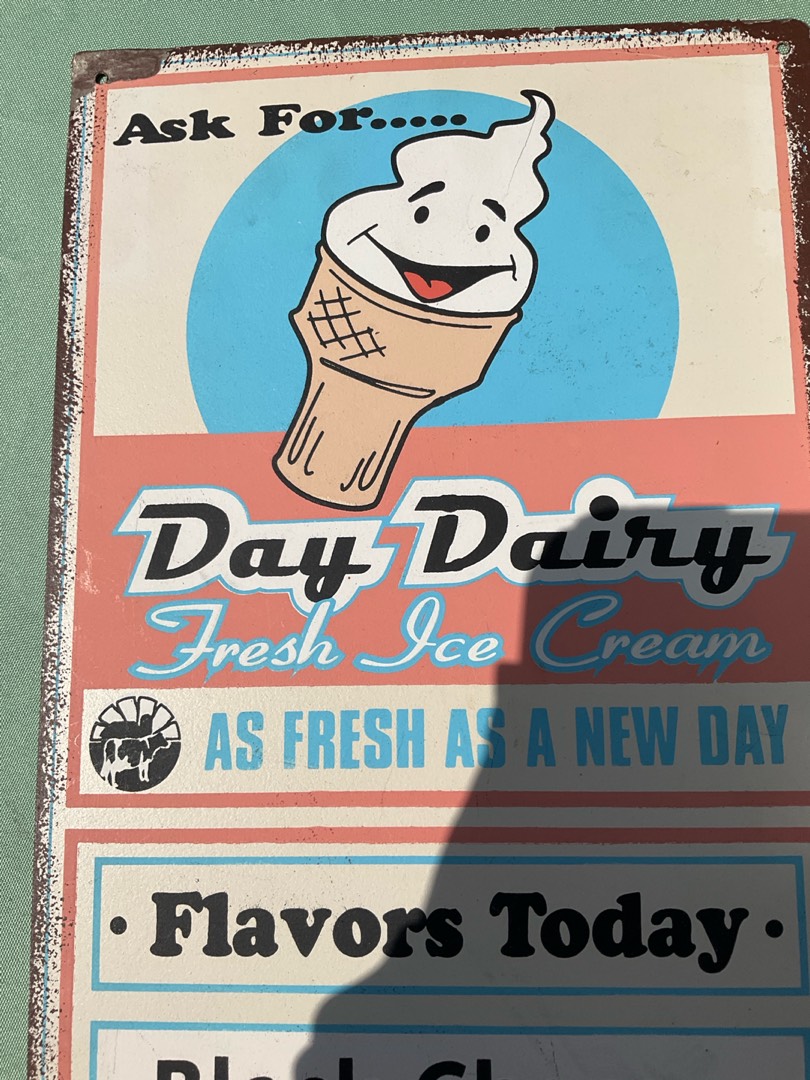 Ask For.....
Day Dairy
Fresh Ice Cream
AS FRESH AS A NEW DAY
• Flavors Today •